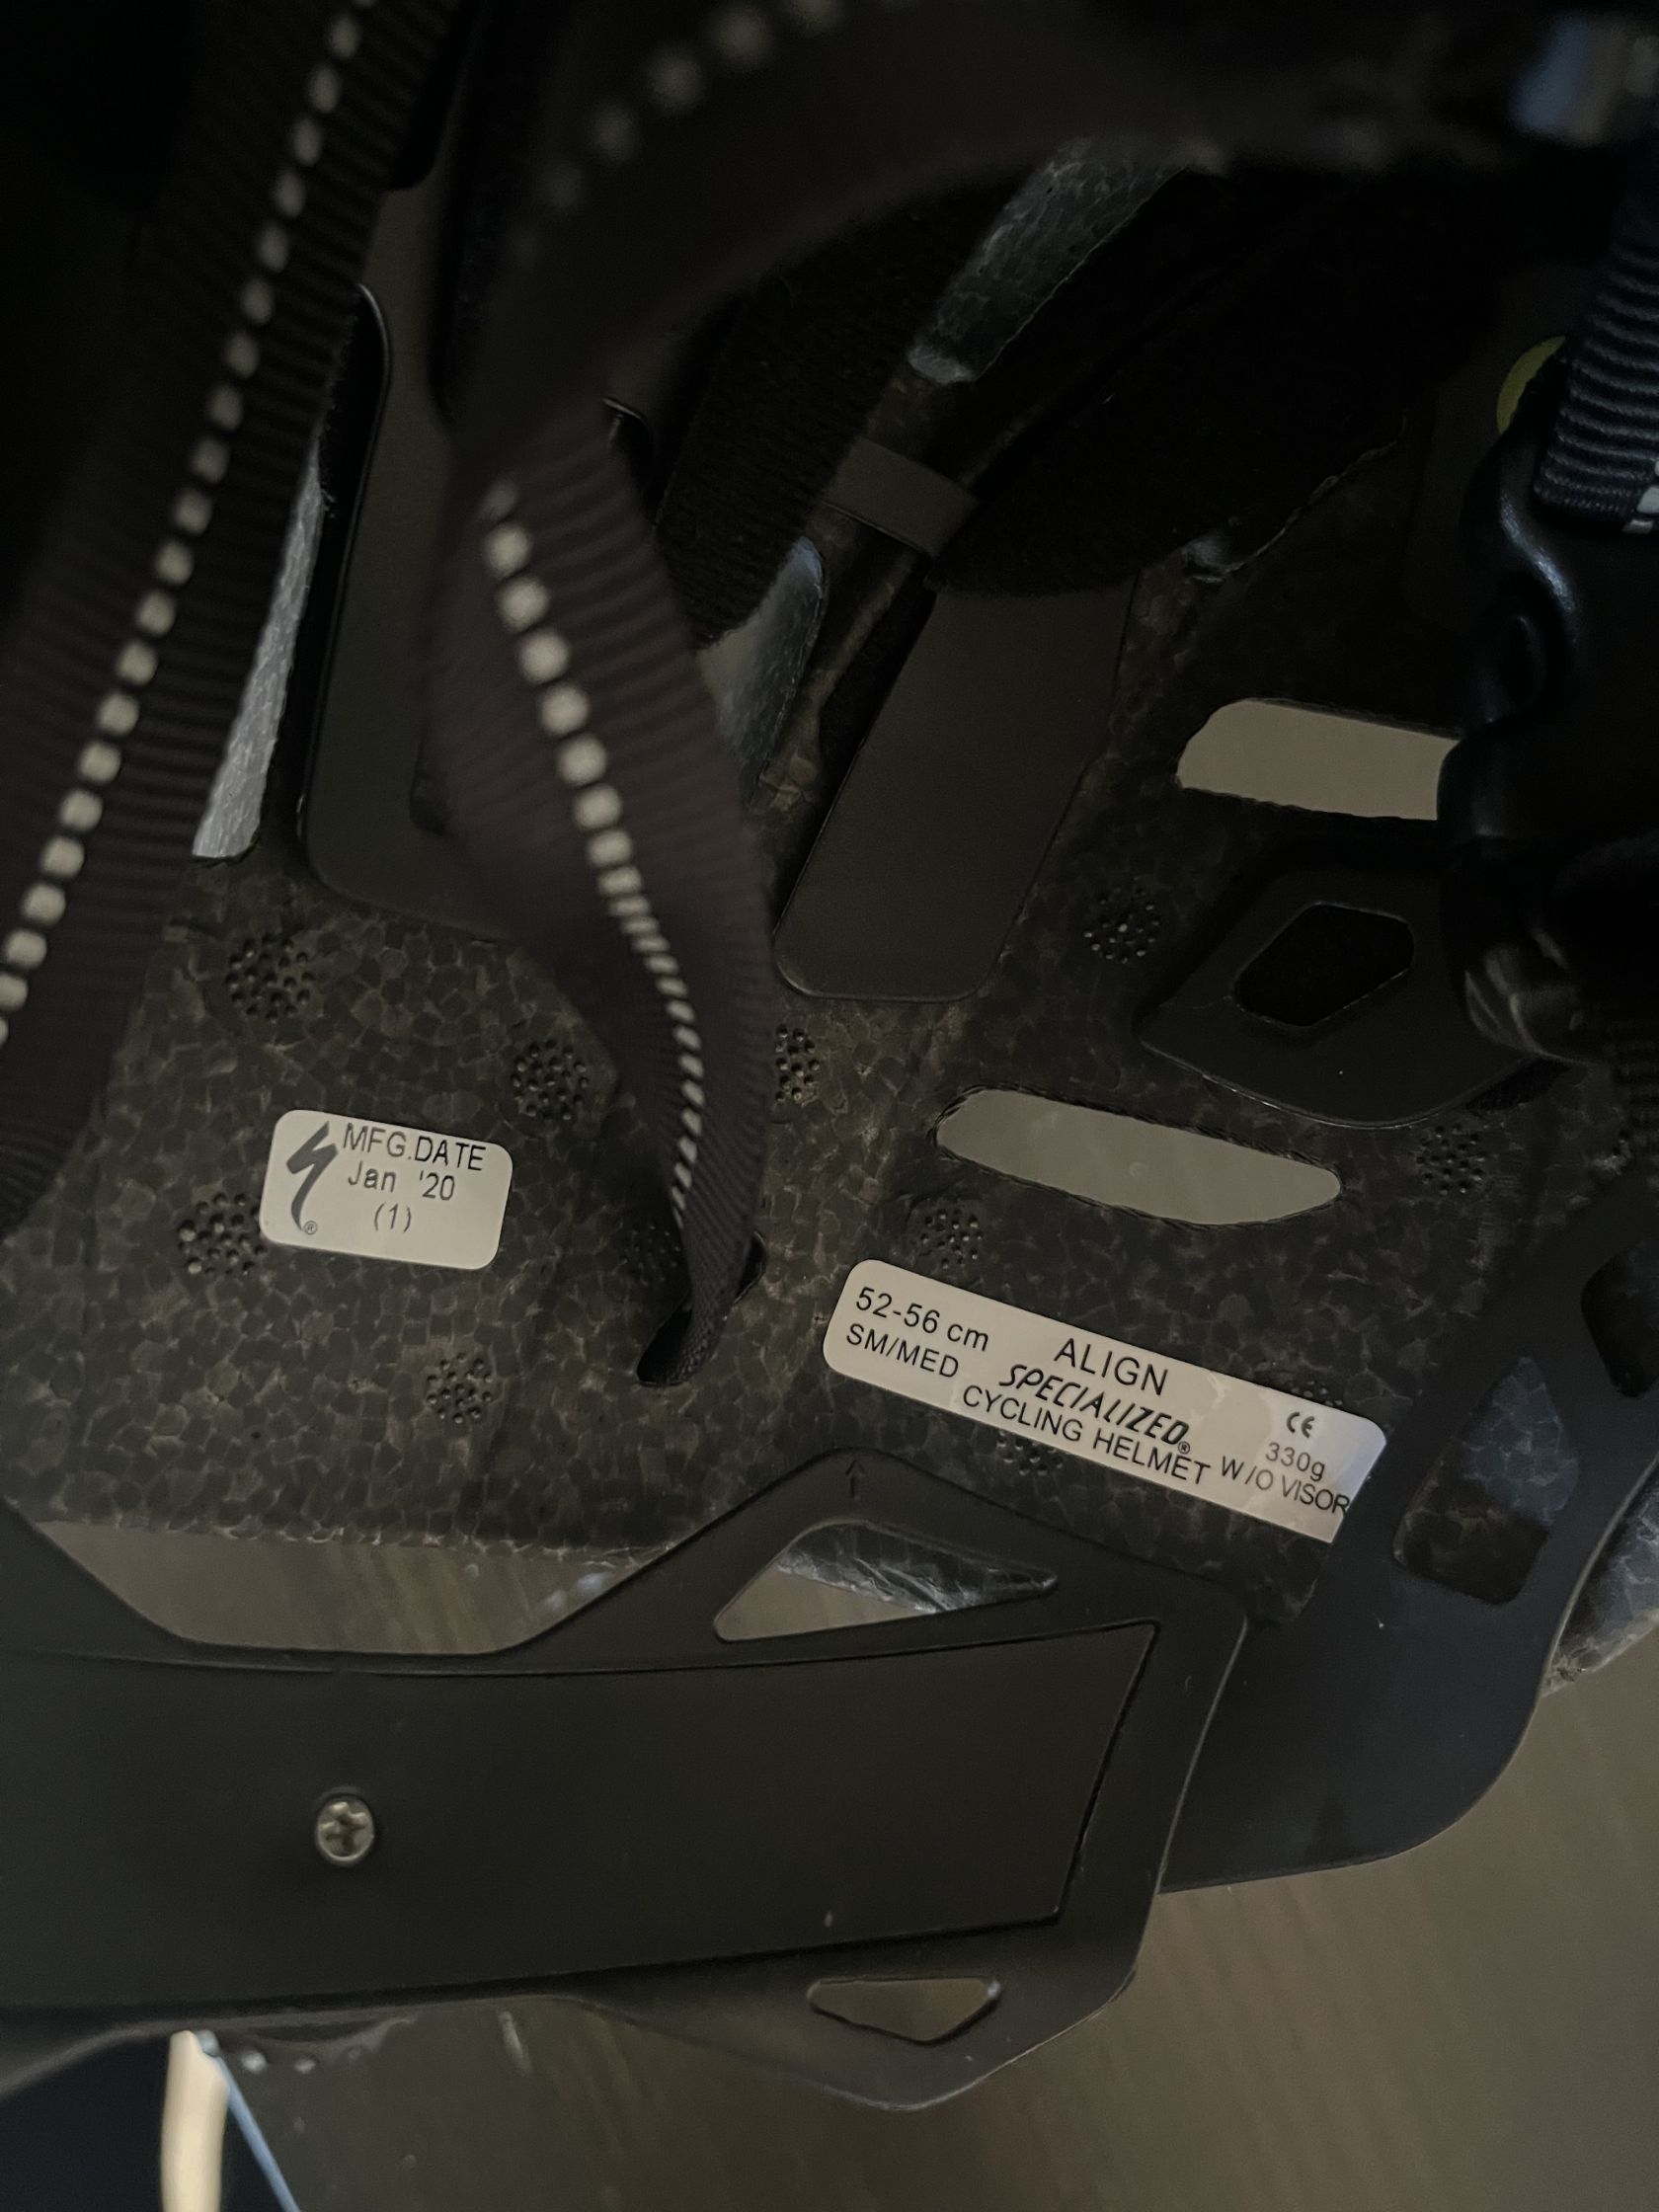 MFG.DATE
Jan '20
(1)
®
52-56 cm
SM/MED
ALIGN
SPECIALIZED®
CYCLING HELMET
CE
330g
W/O VISOR